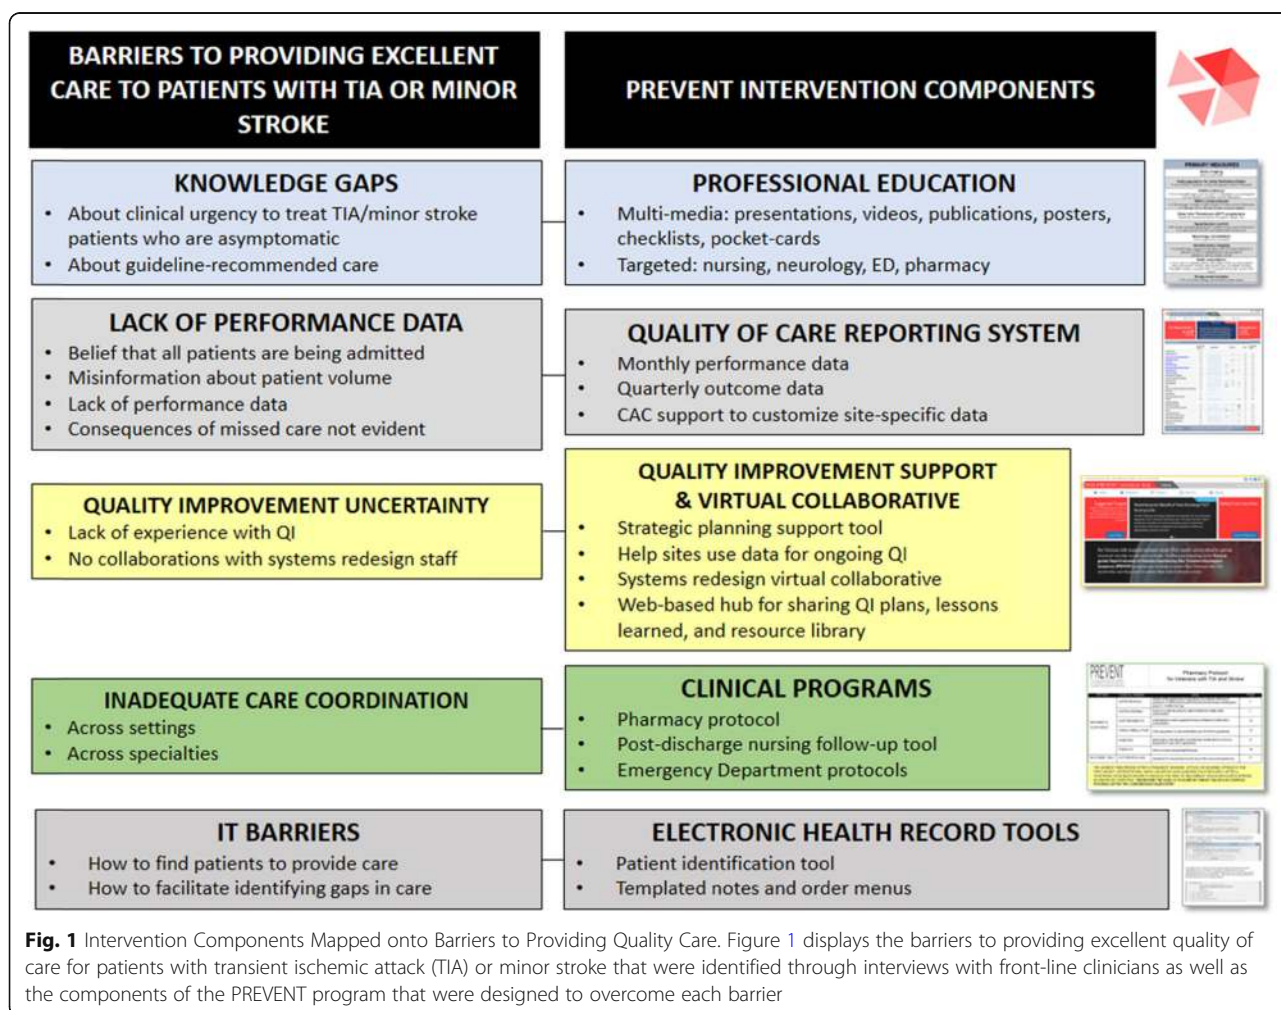 BARRIERS TO PROVIDING EXCELLENT
CARE TO PATIENTS WITH TIA OR MINOR
STROKE
PREVENT INTERVENTION COMPONENTS
KNOWLEDGE GAPS
• About clinical urgency to treat TIA/minor stroke
patients who are asymptomatic
• About guideline-recommended care
PROFESSIONAL EDUCATION
• Multi-media: presentations, videos, publications, posters,
checklists, pocket-cards
• Targeted: nursing, neurology, ED, pharmacy
PRIMARY MEASURES
LACK OF PERFORMANCE DATA
• Belief that all patients are being admitted
• Misinformation about patient volume
• Lack of performance data
• Consequences of missed care not evident
QUALITY OF CARE REPORTING SYSTEM
• Monthly performance data
• Quarterly outcome data
• CAC support to customize site-specific data
QUALITY IMPROVEMENT UNCERTAINTY
• Lack of experience with QI
• No collaborations with systems redesign staff
QUALITY IMPROVEMENT SUPPORT
& VIRTUAL COLLABORATIVE
• Strategic planning support tool
• Help sites use data for ongoing QI
• Systems redesign virtual collaborative
• Web-based hub for sharing QI plans, lessons
learned, and resource library
INADEQUATE CARE COORDINATION
• Across settings
• Across specialties
CLINICAL PROGRAMS
• Pharmacy protocol
• Post-discharge nursing follow-up tool
• Emergency Department protocols
PREVENT
Pharmacy Protocol
for Veterans with TIA and Stroke
IT BARRIERS
• How to find patients to provide care
• How to facilitate identifying gaps in care
ELECTRONIC HEALTH RECORD TOOLS
• Patient identification tool
• Templated notes and order menus
Fig. 1 Intervention Components Mapped onto Barriers to Providing Quality Care. Figure 1 displays the barriers to providing excellent quality of
care for patients with transient ischemic attack (TIA) or minor stroke that were identified through interviews with front-line clinicians as well as
the components of the PREVENT program that were designed to overcome each barrier